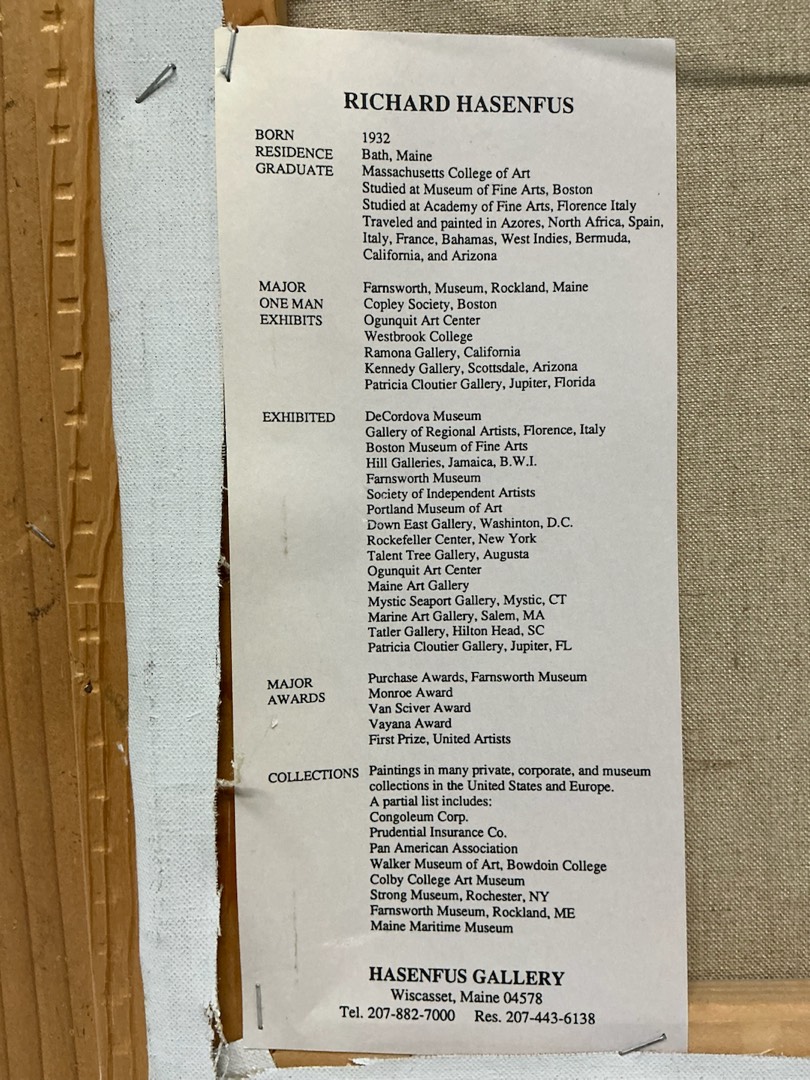 RICHARD HASENFUS
BORN 1932
RESIDENCE Bath, Maine
GRADUATE Massachusetts College of Art
Studied at Museum of Fine Arts, Boston
Studied at Academy of Fine Arts, Florence Italy
Traveled and painted in Azores, North Africa, Spain,
Italy, France, Bahamas, West Indies, Bermuda,
California, and Arizona
MAJOR Farnsworth, Museum, Rockland, Maine
ONE MAN Copley Society, Boston
EXHIBITS Ogunquit Art Center
Westbrook College
Ramona Gallery, California
Kennedy Gallery, Scottsdale, Arizona
Patricia Cloutier Gallery, Jupiter, Florida
EXHIBITED DeCordova Museum
Gallery of Regional Artists, Florence, Italy
Boston Museum of Fine Arts
Hill Galleries, Jamaica, B.W.I.
Farnsworth Museum
Society of Independent Artists
Portland Museum of Art
Down East Gallery, Washinton, D.C.
Rockefeller Center, New York
Talent Tree Gallery, Augusta
Ogunquit Art Center
Maine Art Gallery
Mystic Seaport Gallery, Mystic, CT
Marine Art Gallery, Salem, MA
Tatler Gallery, Hilton Head, SC
Patricia Cloutier Gallery, Jupiter, FL
MAJOR Purchase Awards, Farnsworth Museum
AWARDS Monroe Award
Van Sciver Award
Vayana Award
First Prize, United Artists
COLLECTIONS Paintings in many private, corporate, and museum
collections in the United States and Europe.
A partial list includes:
Congoleum Corp.
Prudential Insurance Co.
Pan American Association
Walker Museum of Art, Bowdoin College
Colby College Art Museum
Strong Museum, Rochester, NY
Farnsworth Museum, Rockland, ME
Maine Maritime Museum
HASENFUS GALLERY
Wiscasset, Maine 04578
Tel. 207-882-7000 Res. 207-443-6138